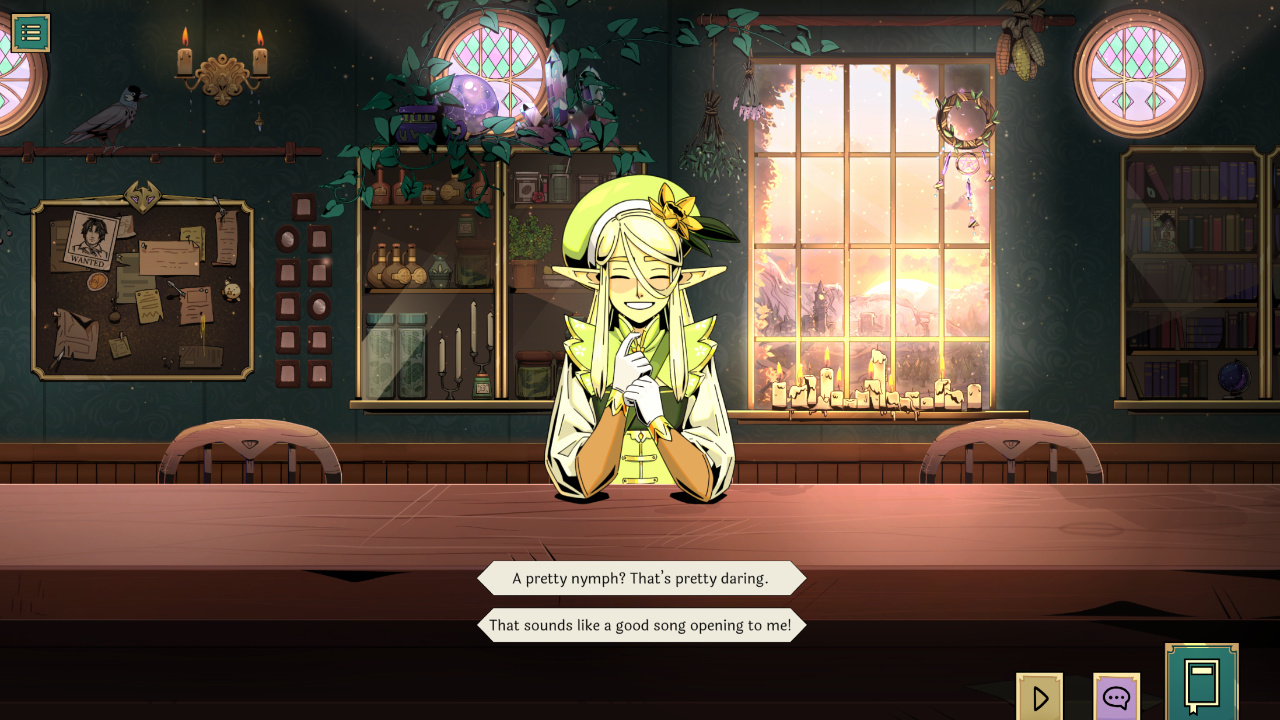 WANTED
A pretty nymph? That's pretty daring.
That sounds like a good song opening to me!